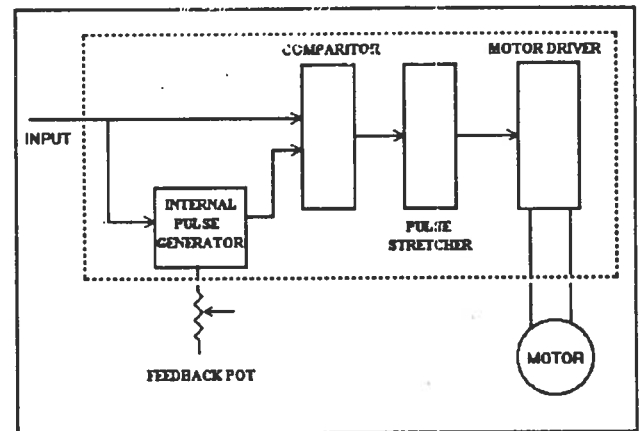 COMPARITOR
MOTOR DRIVER
INPUT
INTERNAL
PULSE
GENERATOR
PULSE
STRETCHER
FEEDBACK POT
MOTOR